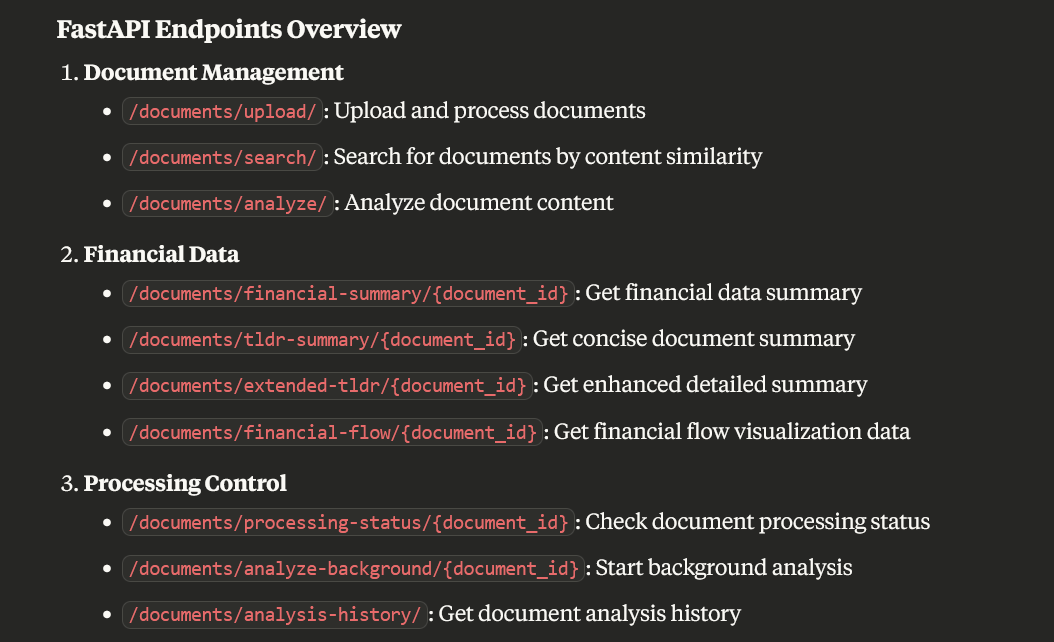 FastAPI Endpoints Overview
1. Document Management
• /documents/upload/: Upload and process documents
• /documents/search/: Search for documents by content similarity
• /documents/analyze/: Analyze document content
2. Financial Data
• /documents/financial-summary/{document_id}: Get financial data summary
• /documents/tldr-summary/{document_id}: Get concise document summary
• /documents/extended-tldr/{document_id}: Get enhanced detailed summary
• /documents/financial-flow/{document_id}: Get financial flow visualization data
3. Processing Control
• /documents/processing-status/{document_id}: Check document processing status
• /documents/analyze-background/{document_id}: Start background analysis
• /documents/analysis-history/: Get document analysis history